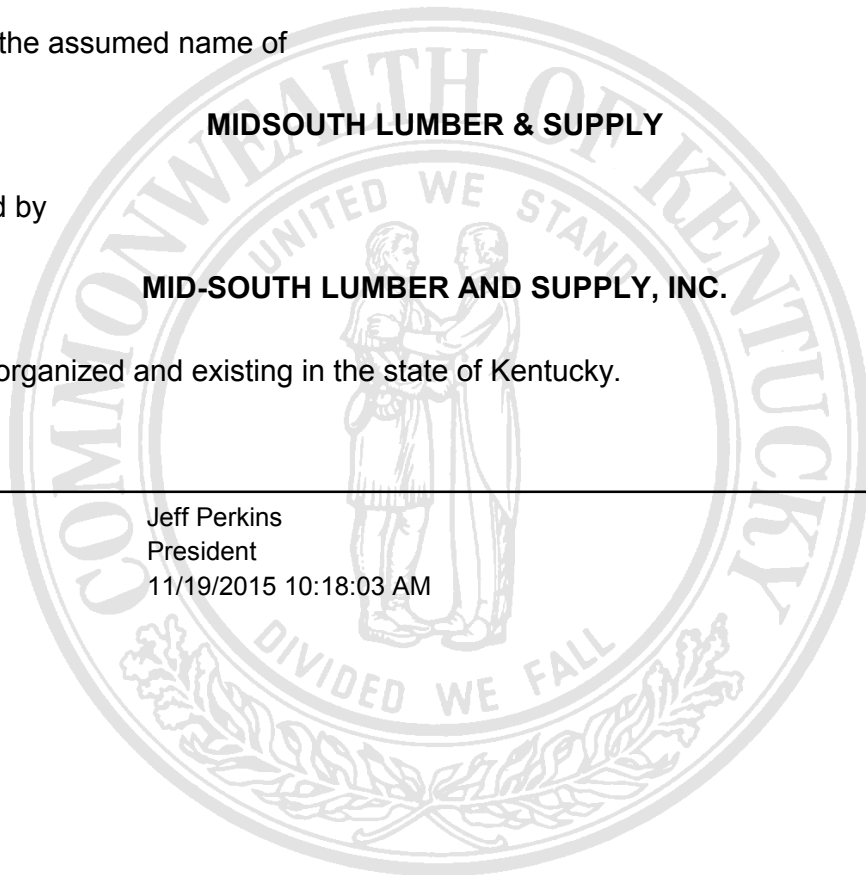 the assumed name of
MIDSOUTH LUMBER & SUPPLY
d by
MID-SOUTH LUMBER AND SUPPLY, INC.
organized and existing in the state of Kentucky.
Jeff Perkins
President
11/19/2015 10:18:03 AM
COMMONWEALTH OF KENTUCKY
UNITED WE STAND
DIVIDED WE FALL